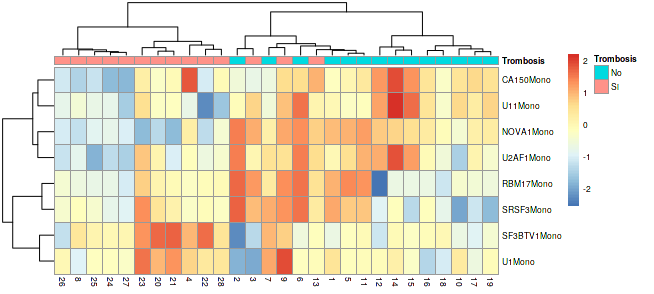 Trombosis
Trombosis
No
SI
CA150Mono
U11Mono
NOVA1Mono
U2AF1Mono
RBM17Mono
SRSF3Mono
SF3BTV1Mono
U1Mono
2
1
0
-1
-2
26 8 25 24 27 23 20 21 4 22 28 2 3 7 9 6 13 1 5 11 12 14 15 16 18 10 17 19